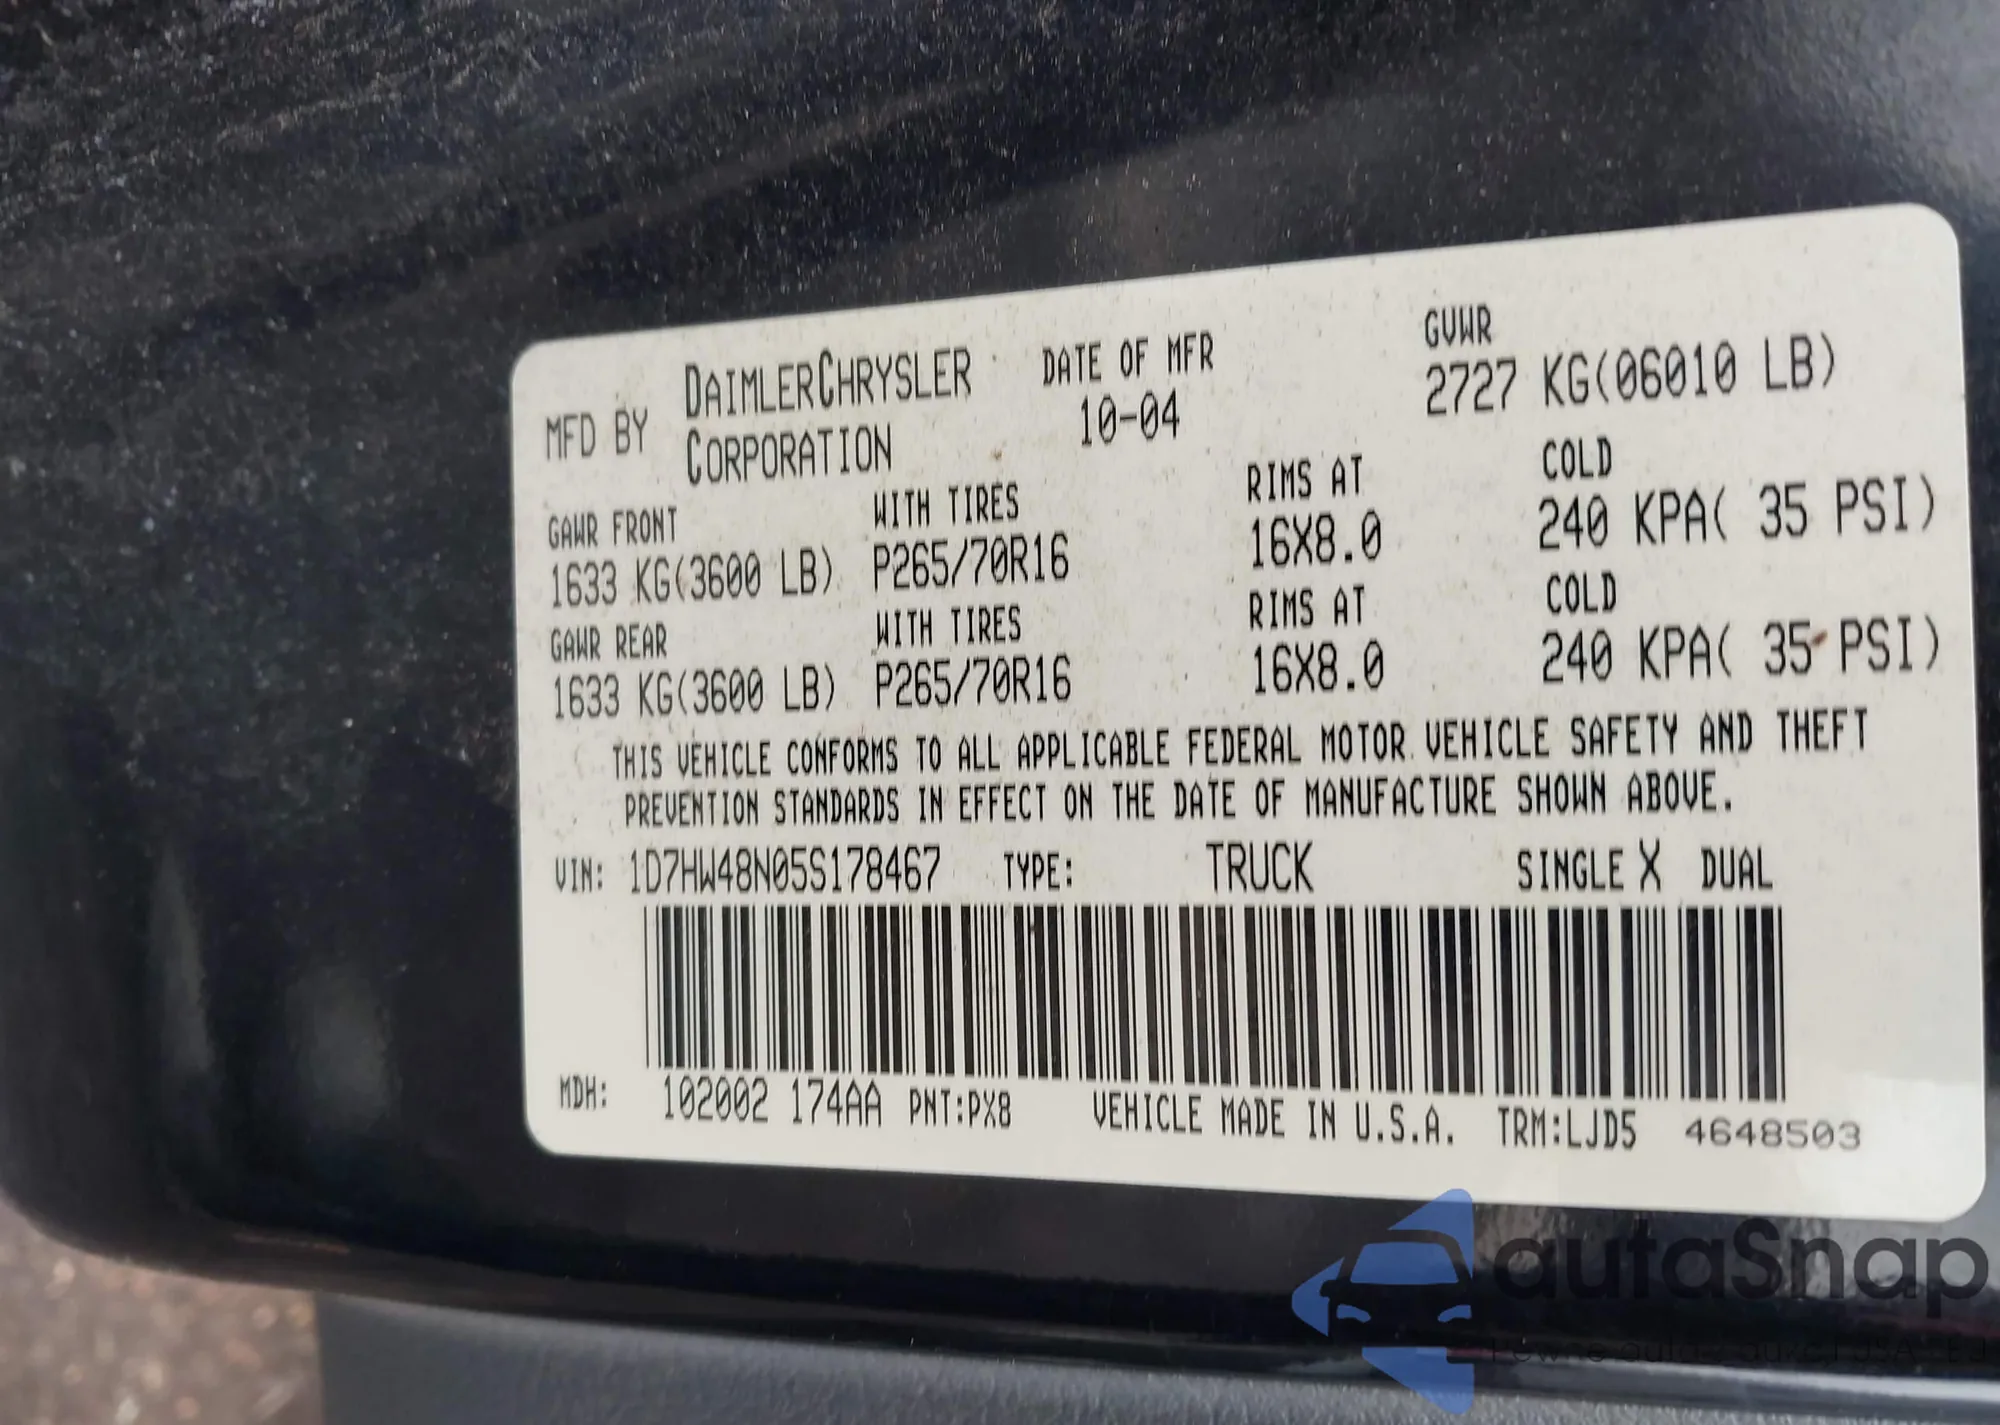 MFD BY DAIMLERCHRYSLER CORPORATION DATE OF MFR 10-04 GVWR 2727 KG(06010 LB)
GAWR FRONT WITH TIRES RIMS AT COLD
1633 KG(3600 LB) P265/70R16 16X8.0 240 KPA( 35 PSI)
GAWR REAR WITH TIRES RIMS AT COLD
1633 KG(3600 LB) P265/70R16 16X8.0 240 KPA( 35 PSI)
THIS VEHICLE CONFORMS TO ALL APPLICABLE FEDERAL MOTOR VEHICLE SAFETY AND THEFT
PREVENTION STANDARDS IN EFFECT ON THE DATE OF MANUFACTURE SHOWN ABOVE.
VIN: 1D7HW48N05S178467 TYPE: TRUCK SINGLE X DUAL
MDH: 102002 174AA PNT:PX8 VEHICLE MADE IN U.S.A. TRM:LJD5 4648503
autaSnap